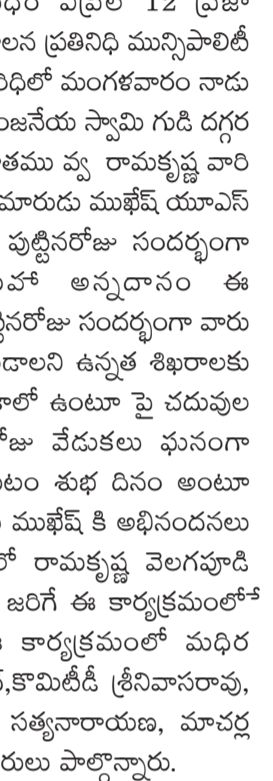 ఏప్రిల్ 12 ప్రజా
లన ప్రతినిధి మున్సిపాలిటీ
రిధిలో మంగళవారం నాడు
ంజనేయ స్వామి గుడి దగ్గర
తము వ్వ రామకృష్ణ వారి
మారుడు ముఖేష్ యూఎస్
పుట్టినరోజు సందర్భంగా
హా అన్నదానం ఈ
ట్టినరోజు సందర్భంగా వారు
డాలని ఉన్నత శిఖరాలకు
లో ఉంటూ పై చదువుల
జు వేడుకలు ఘనంగా
టం శుభ దినం అంటూ
ముఖేష్ కి అభినందనలు
లో రామకృష్ణ వెలగపూడి
జరిగే ఈ కార్యక్రమంలోనే
కార్యక్రమంలో మధిర
,కొమిటీడీ శ్రీనివాసరావు,
సత్యనారాయణ, మాచర్ల
రులు పాల్గొన్నారు.